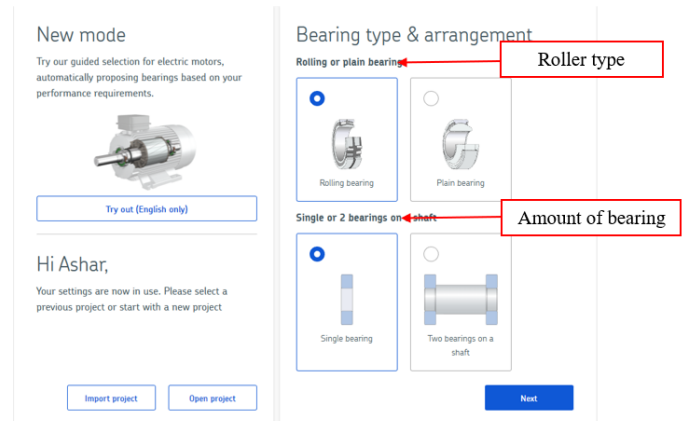 New mode
Try our guided selection for electric motors,
automatically proposing bearings based on your
performance requirements.
Try out (English only)
Hi Ashar,
Your settings are now in use. Please select a
previous project or start with a new project
Import project
Open project
Bearing type & arrangement
Rolling or plain bearing
Roller type
Rolling bearing
Plain bearing
Single or 2 bearings on shaft
Amount of bearing
Single bearing
Two bearings on a
shaft
Next